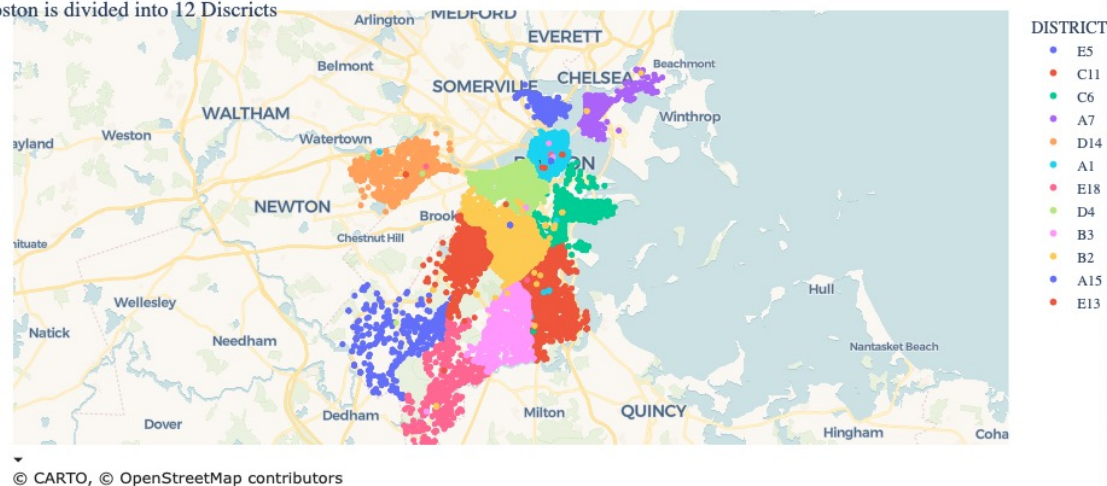 oston is divided into 12 Discricts
DISTRICT
E5
C11
C6
A7
D14
A1
E18
D4
B3
B2
A15
E13
Arlington
MEDFORD
EVERETT
Belmont
SOMERVILLE
CHELSEA
Beachmont
WALTHAM
Winthrop
Watertown
Weston
ayland
NEWTON
Brook
Chestnut Hill
nituate
Wellesley
Hull
Natick
Needham
Nantasket Beach
Dedham
Milton
QUINCY
Dover
Hingham
Coha
© CARTO, © OpenStreetMap contributors